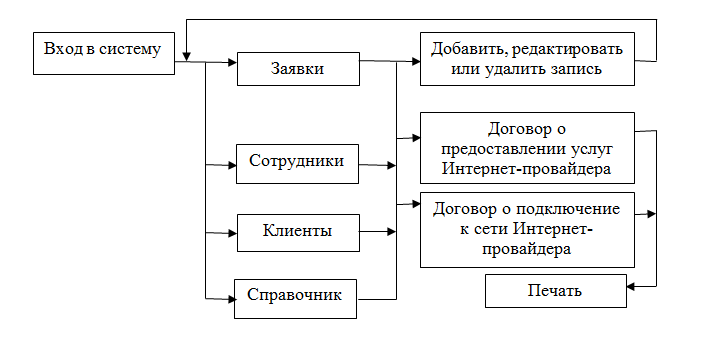 Вход в систему
Заявки
Добавить, редактировать
или удалить запись
Сотрудники
Договор о
предоставлении услуг
Интернет-провайдера
Клиенты
Договор о подключение
к сети Интернет-
провайдера
Справочник
Печать